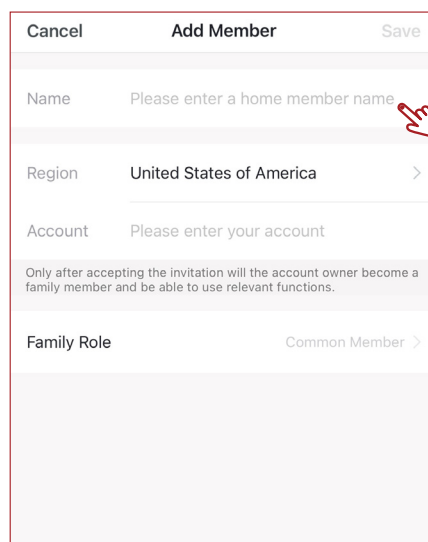 Cancel Add Member Save
Name Please enter a home member name
Region United States of America
Account Please enter your account
Only after accepting the invitation will the account owner become a
family member and be able to use relevant functions.
Family Role Common Member